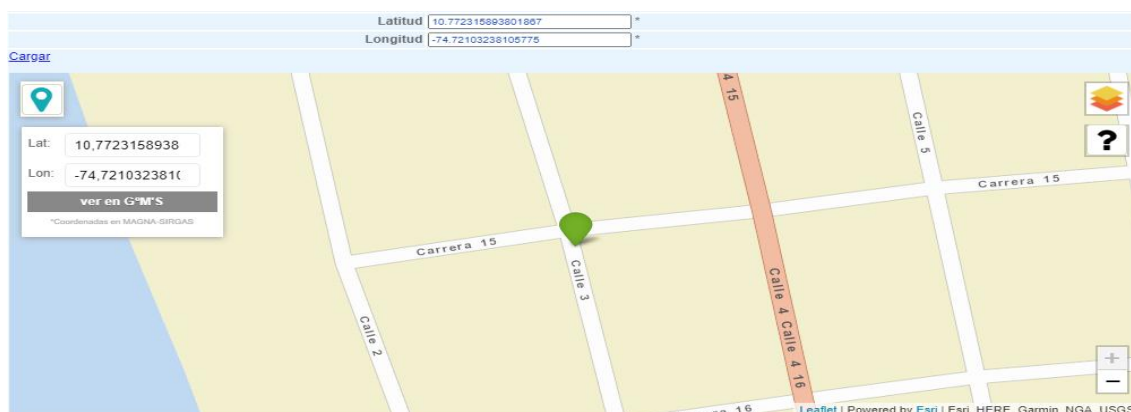 Latitud 10.772315893801867 *
Longitud -74.72103238105775 *
Cargar
Lat: 10,7723158938
Lon: -74,721032381(
ver en G°M'S
*Coordenadas en MAGNA-SIRGAS
4 15
Calle 5
Carrera 15
Carrera 15
Calle 3
Calle 4 Calle 4 16
Calle 2
16
?
+
−
Leaflet | Powered by Esri | Esri, HERE, Garmin, NGA, USGS